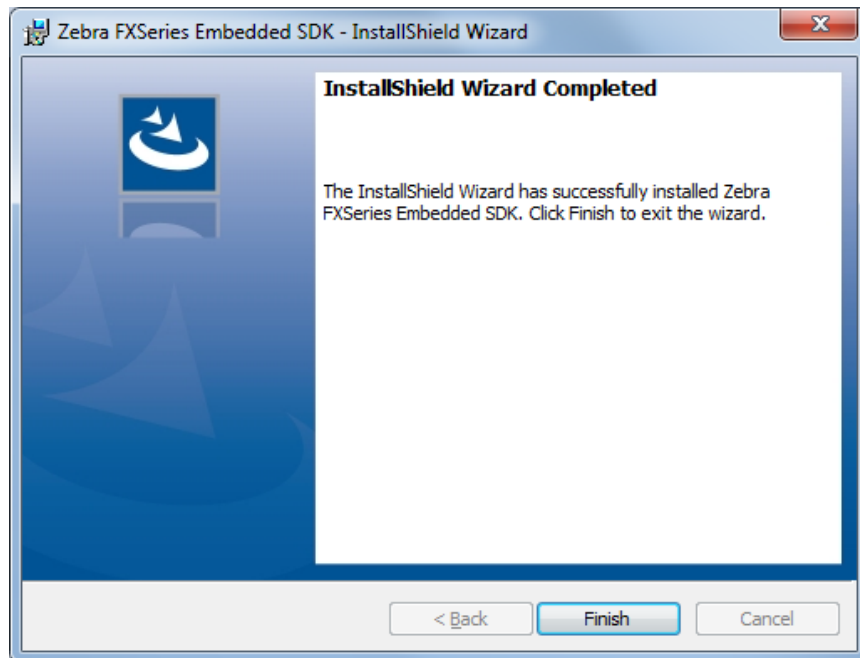 Zebra FXSeries Embedded SDK - InstallShield Wizard
InstallShield Wizard Completed
The InstallShield Wizard has successfully installed Zebra
FXSeries Embedded SDK. Click Finish to exit the wizard.
< Back
Finish
Cancel